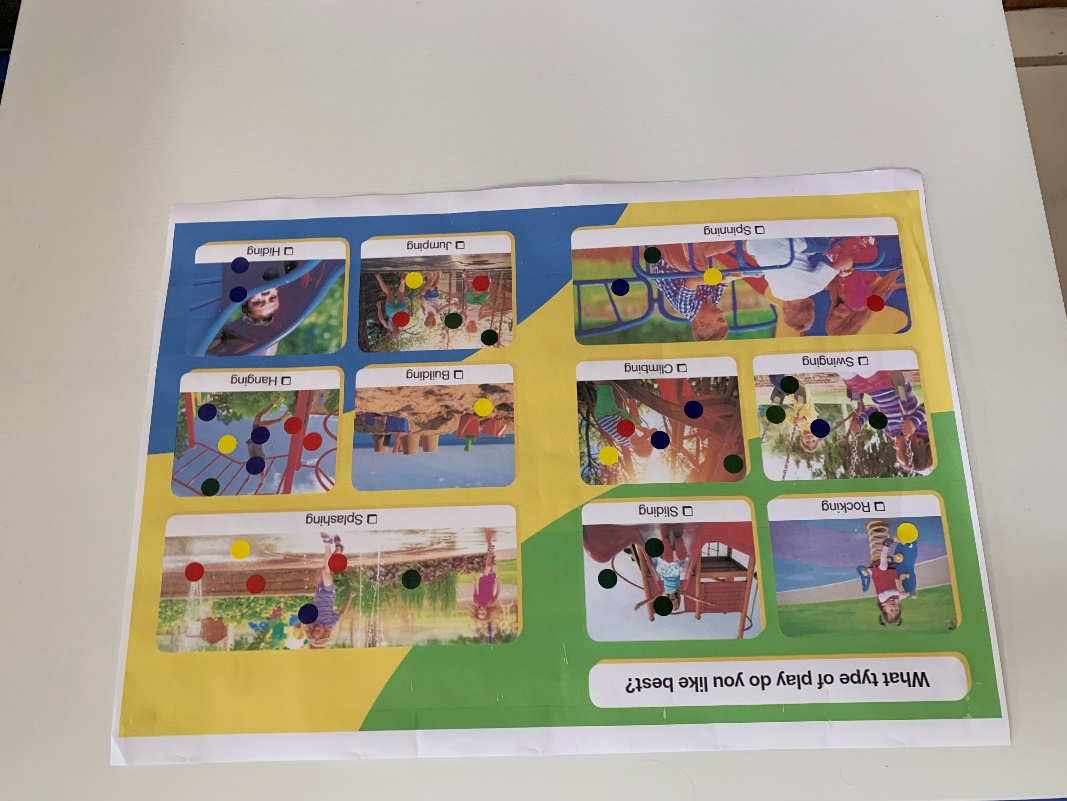 What type of play do you like best?
❑ Rocking
❑ Sliding
❑ Splashing
❑ Swinging
❑ Climbing
❑ Building
❑ Hanging
❑ Spinning
❑ Jumping
❑ Hiding